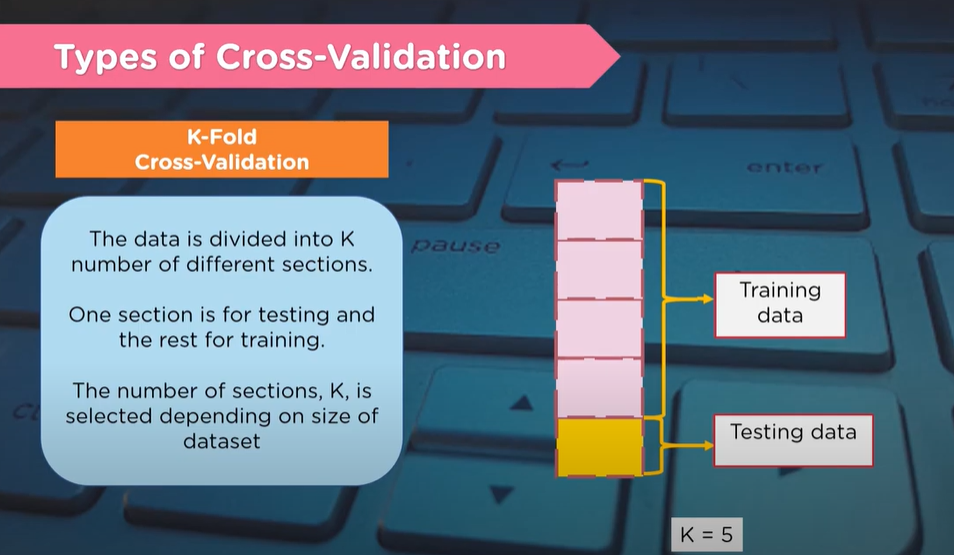 Types of Cross-Validation
K-Fold
Cross-Validation
The data is divided into K
number of different sections.
One section is for testing and
the rest for training.
The number of sections, K, is
selected depending on size of
dataset
pause
enter
Training
data
Testing data
K = 5